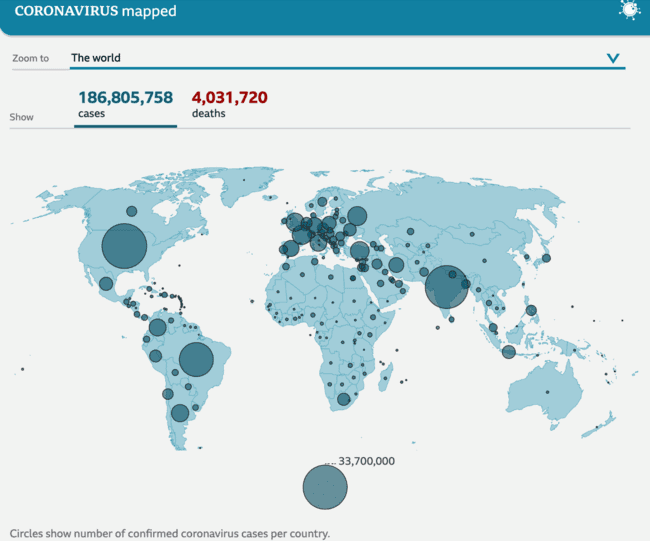 CORONAVIRUS mapped
Zoom to The world
186,805,758 4,031,720
Show cases deaths
33,700,000
Circles show number of confirmed coronavirus cases per country.